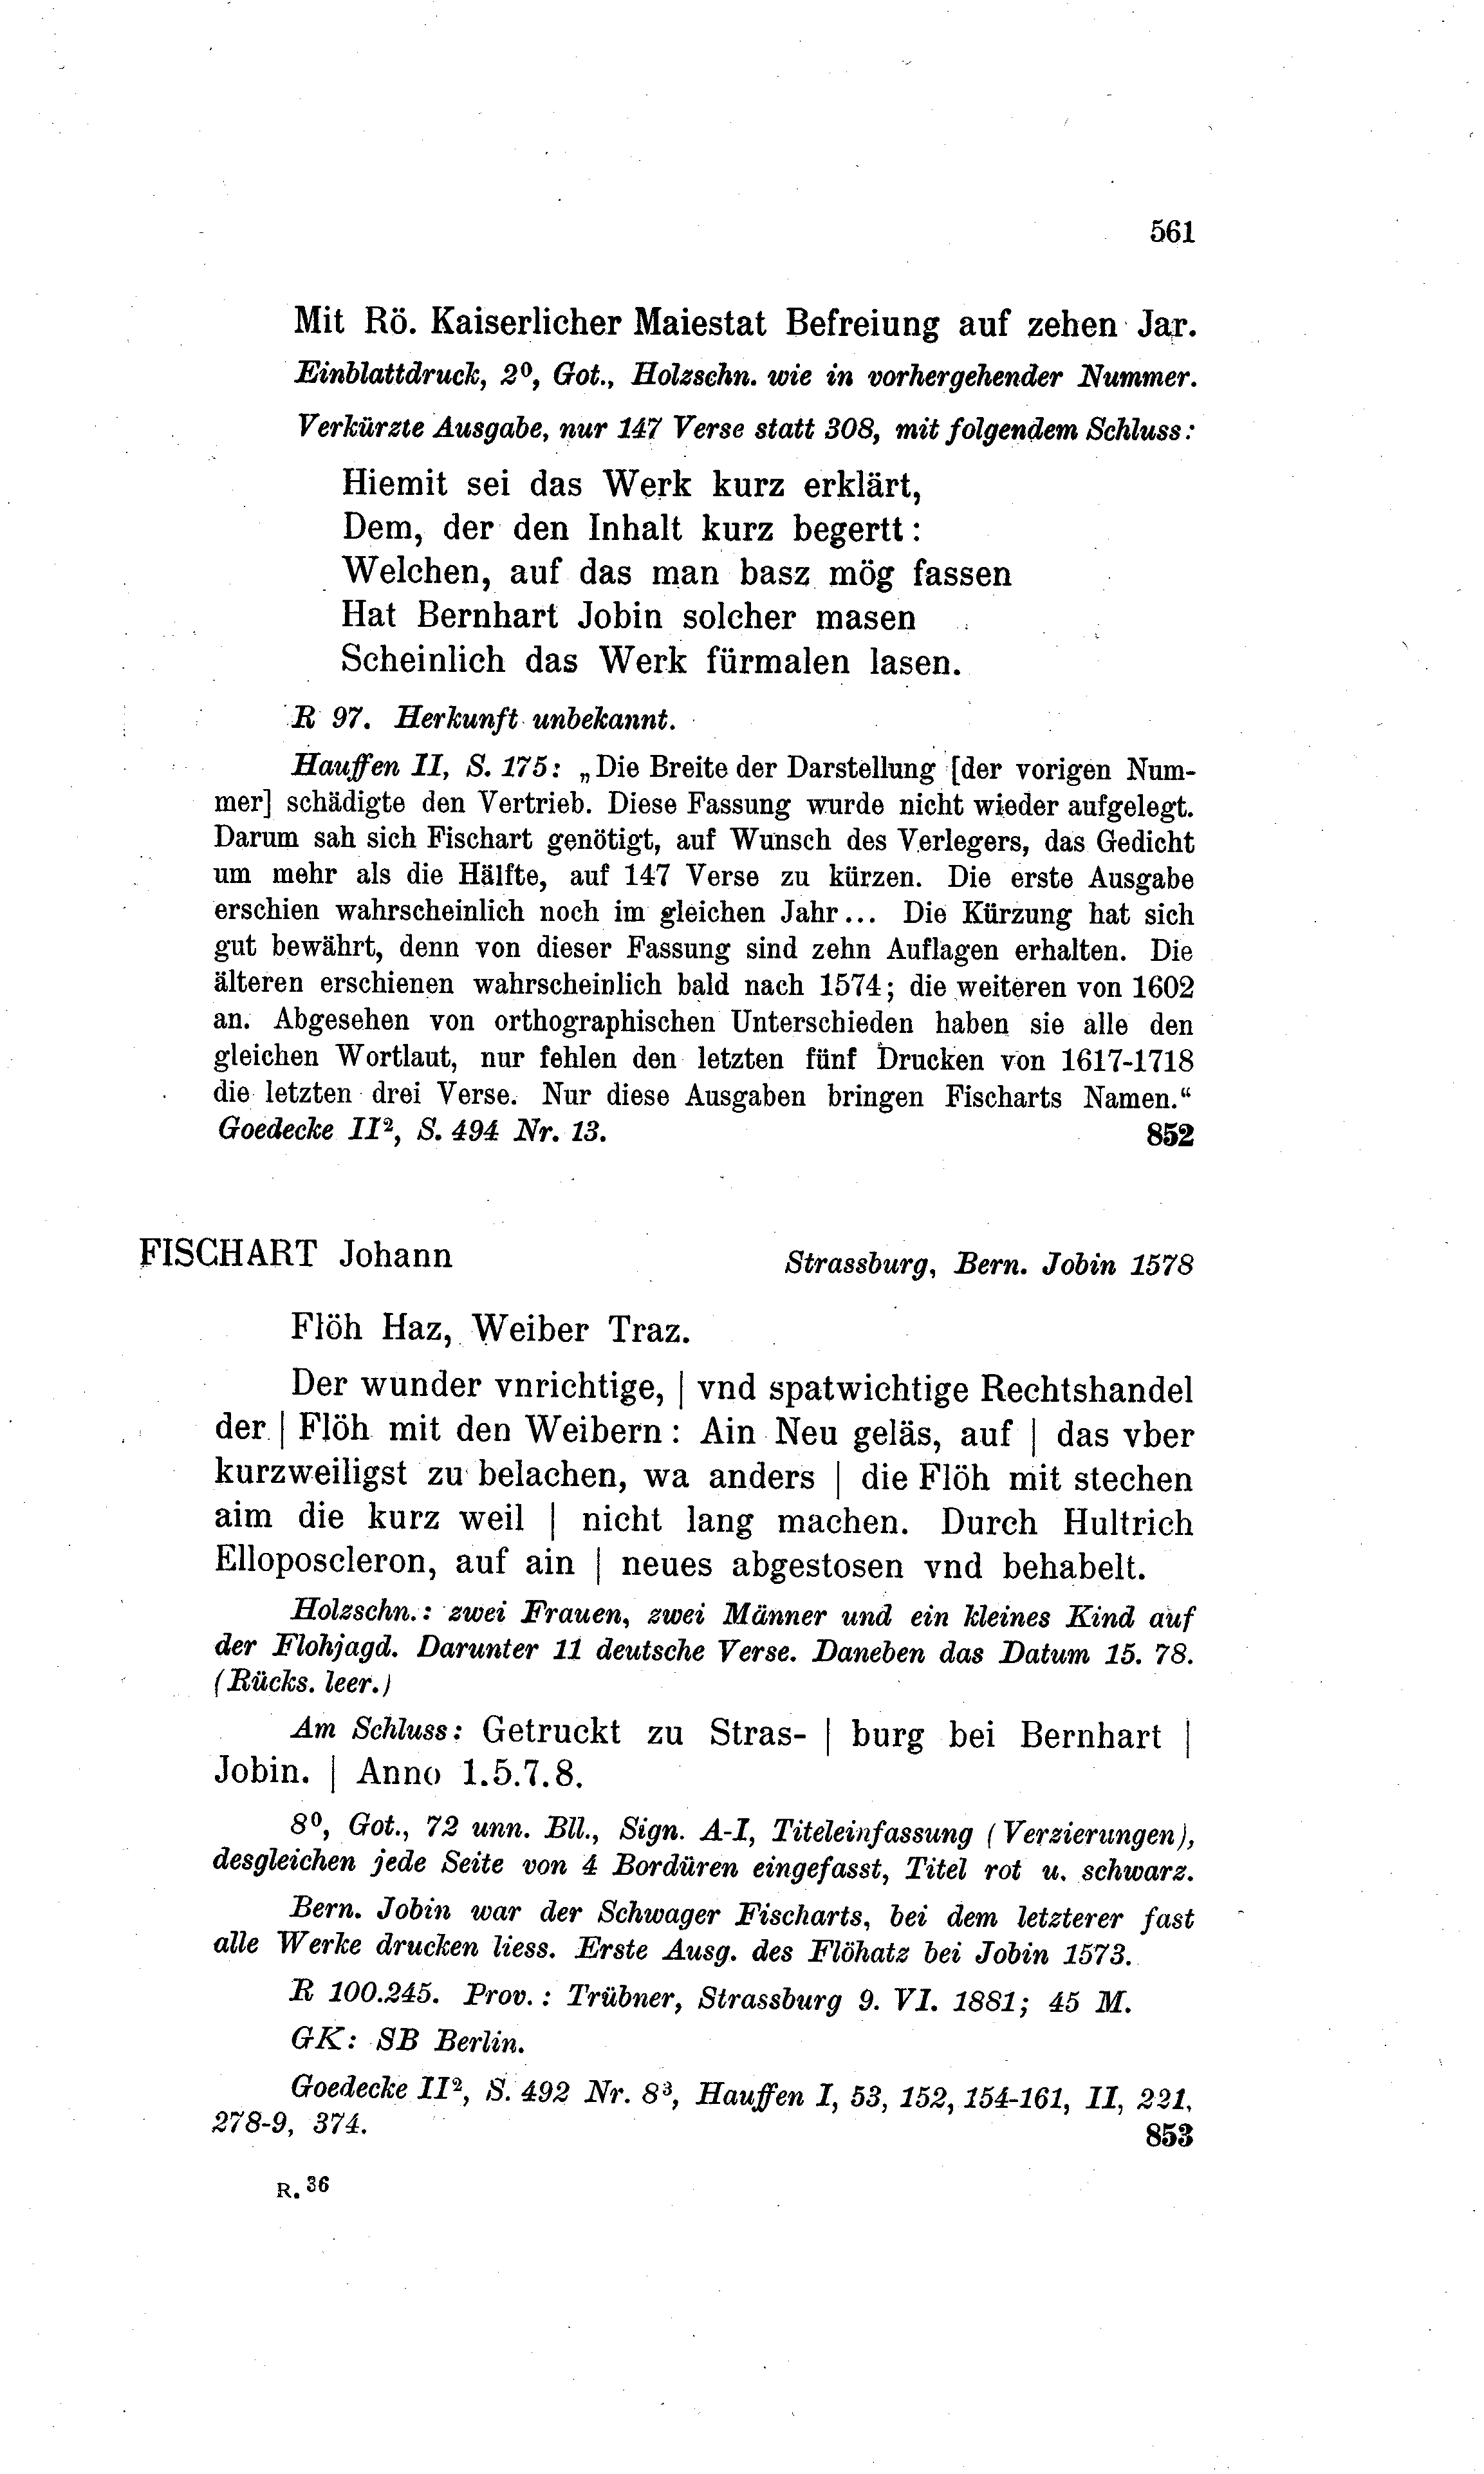 561
Mit Rö. Kaiserlicher Maiestat Befreiung auf zehen Jar.
Einblattdruck, 2⁰, Got., Holzschn. wie in vorhergehender Nummer.
Verkürzte Ausgabe, nur 147 Verse statt 308, mit folgendem Schluss:
Hiemit sei das Werk kurz erklärt,
Dem, der den Inhalt kurz begertt:
Welchen, auf das man basz mög fassen
Hat Bernhart Jobin solcher masen
Scheinlich das Werk fürmalen lasen.
R 97. Herkunft unbekannt.
Hauffen II, S. 175: „Die Breite der Darstellung [der vorigen Num-
mer] schädigte den Vertrieb. Diese Fassung wurde nicht wieder aufgelegt.
Darum sah sich Fischart genötigt, auf Wunsch des Verlegers, das Gedicht
um mehr als die Hälfte, auf 147 Verse zu kürzen. Die erste Ausgabe
erschien wahrscheinlich noch im gleichen Jahr... Die Kürzung hat sich
gut bewährt, denn von dieser Fassung sind zehn Auflagen erhalten. Die
älteren erschienen wahrscheinlich bald nach 1574; die weiteren von 1602
an. Abgesehen von orthographischen Unterschieden haben sie alle den
gleichen Wortlaut, nur fehlen den letzten fünf Drucken von 1617-1718
die letzten drei Verse. Nur diese Ausgaben bringen Fischarts Namen.“
Goedecke II², S. 494 Nr. 13. 852
FISCHART Johann Strassburg, Bern. Jobin 1578
Flöh Haz, Weiber Traz.
Der wunder vnrichtige, | vnd spatwichtige Rechtshandel
der | Flöh mit den Weibern: Ain Neu geläs, auf | das vber
kurzweiligst zu belachen, wa anders | die Flöh mit stechen
aim die kurz weil | nicht lang machen. Durch Hultrich
Elloposcleron, auf ain | neues abgestosen vnd behabelt.
Holzschn.: zwei Frauen, zwei Männer und ein kleines Kind auf
der Flohjagd. Darunter 11 deutsche Verse. Daneben das Datum 15. 78.
(Rücks. leer.)
Am Schluss: Getruckt zu Stras- | burg bei Bernhart |
Jobin. | Anno 1.5.7.8.
8⁰, Got., 72 unn. Bll., Sign. A-I, Titeleinfassung (Verzierungen),
desgleichen jede Seite von 4 Bordüren eingefasst, Titel rot u. schwarz.
Bern. Jobin war der Schwager Fischarts, bei dem letzterer fast
alle Werke drucken liess. Erste Ausg. des Flöhatz bei Jobin 1573.
R 100.245. Prov.: Trübner, Strassburg 9. VI. 1881; 45 M.
GK: SB Berlin.
Goedecke II², S. 492 Nr. 8³, Hauffen I, 53, 152, 154-161, II, 221,
278-9, 374. 853
R. 36